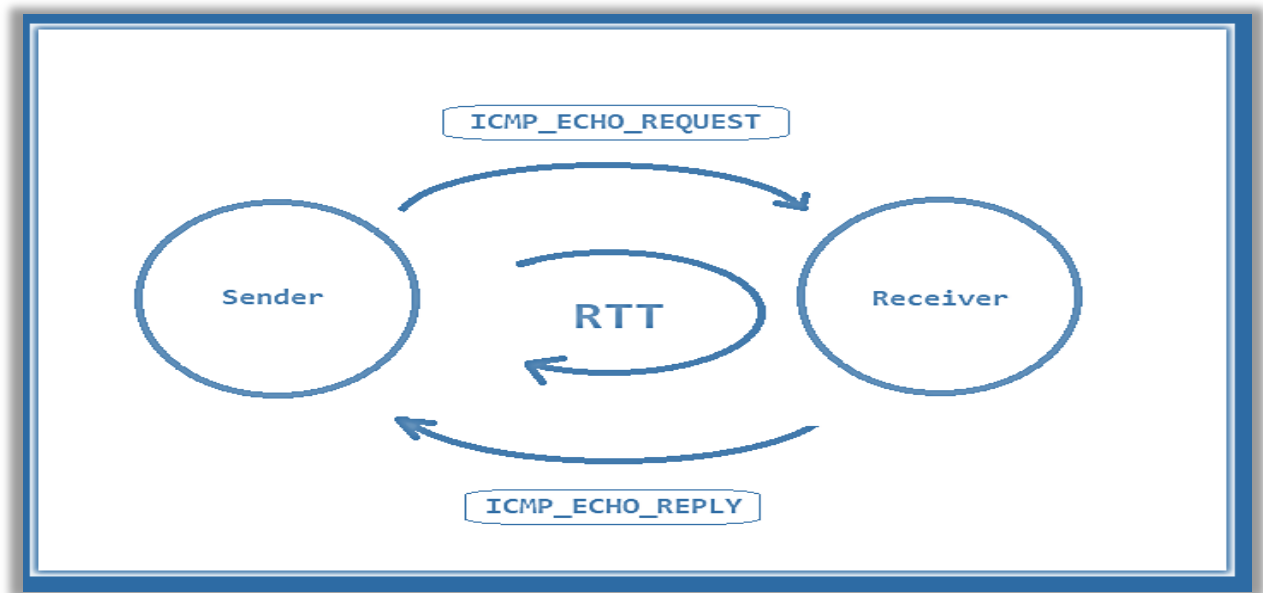 ICMP_ECHO_REQUEST
Sender
RTT
Receiver
ICMP_ECHO_REPLY